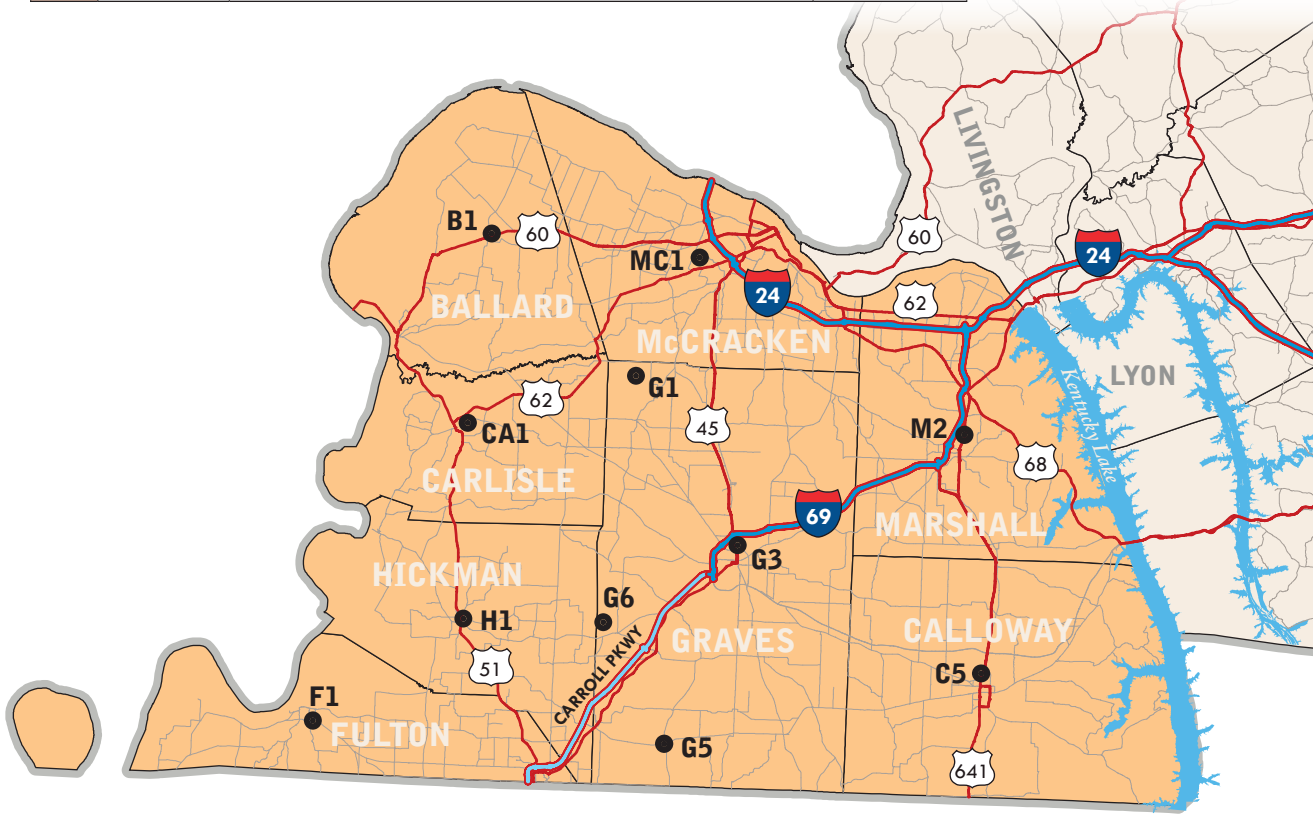 LIVINGSTON
B1
60
60
MC1
24
24
62
BALLARD
McCRACKEN
LYON
G1
62
Kentucky Lake
CA1
45
M2
68
CARLISLE
69
MARSHALL
G3
HICKMAN
G6
H1
GRAVES
CALLOWAY
51
C5
CARROLL PKWY
F1
FULTON
G5
641